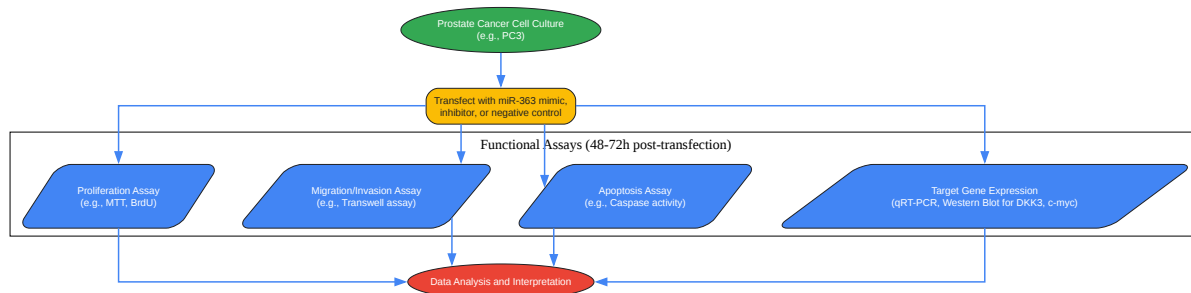 Prostate Cancer Cell Culture
(e.g., PC3)
Transfect with miR-363 mimic,
inhibitor, or negative control
Functional Assays (48-72h post-transfection)
Proliferation Assay
(e.g., MTT, BrdU)
Migration/Invasion Assay
(e.g., Transwell assay)
Apoptosis Assay
(e.g., Caspase activity)
Target Gene Expression
(qRT-PCR, Western Blot for DKK3, c-myc)
Data Analysis and Interpretation